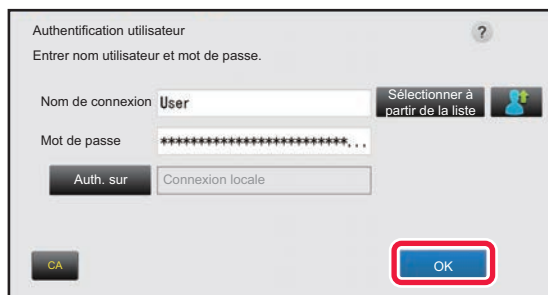 Authentification utilisateur
?
Entrer nom utilisateur et mot de passe.
Nom de connexion User
Sélectionner à
partir de la liste
Mot de passe **************************...
Auth. sur Connexion locale
CA
OK